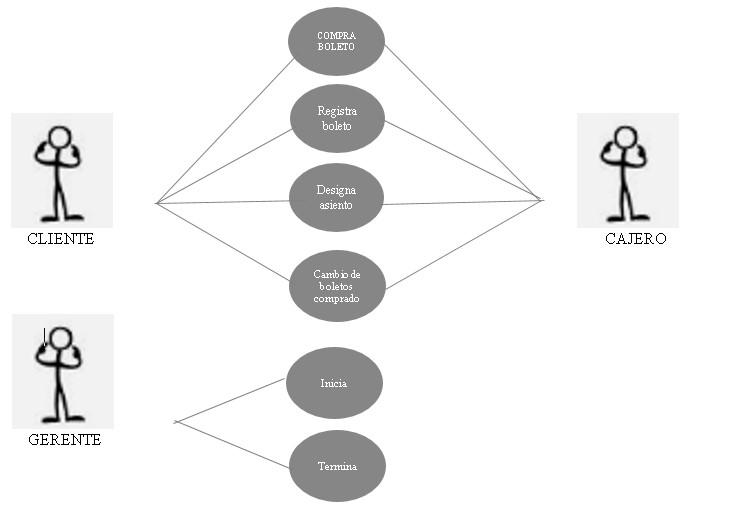 COMPRA
BOLETO
Registra
boleto
Designa
asiento
CLIENTE
CAJERO
Cambio de
boletos
comprado
Inicia
GERENTE
Termina